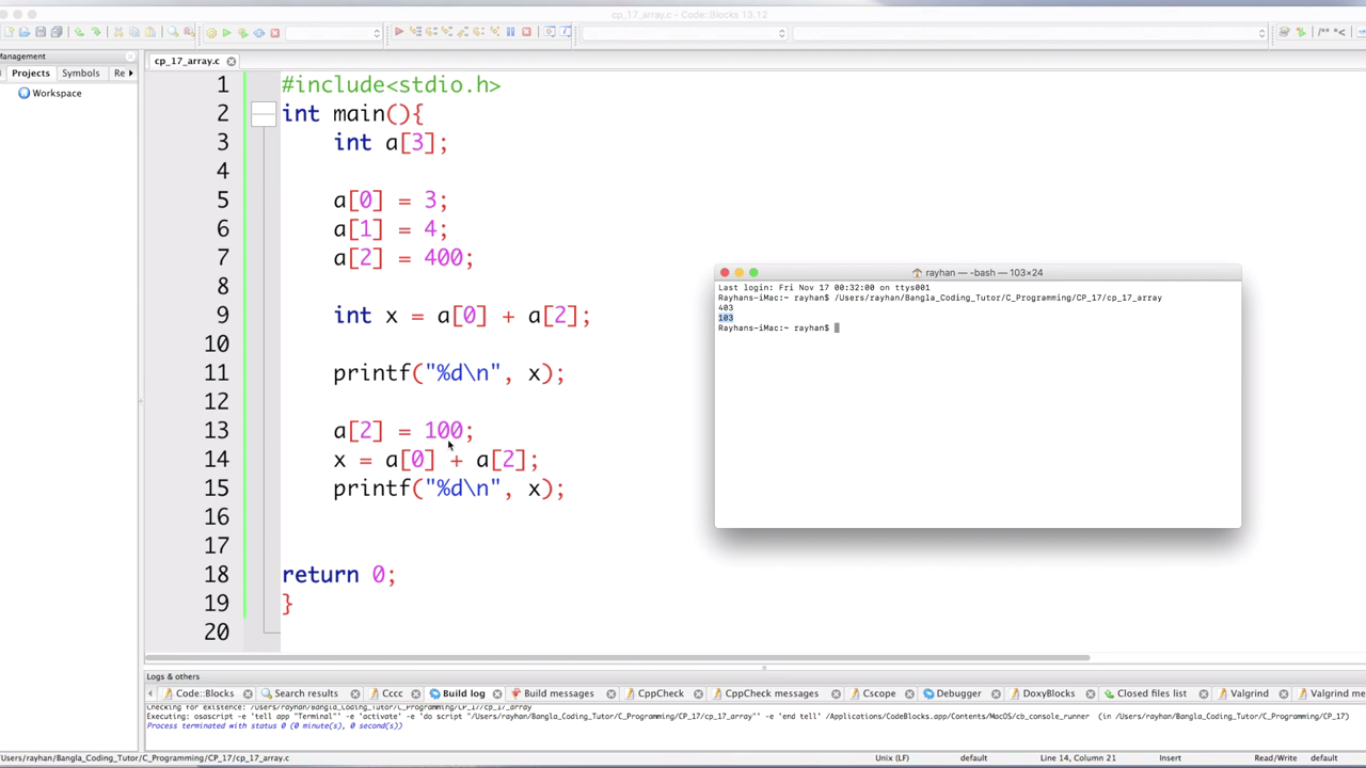 cp_17_array.c - Code::Blocks 13.12
Management
Projects Symbols Re
Workspace
cp_17_array.c
1 #include<stdio.h>
2 int main(){
3 int a[3];
4
5 a[0] = 3;
6 a[1] = 4;
7 a[2] = 400;
8
9 int x = a[0] + a[2];
10
11 printf("%d\n", x);
12
13 a[2] = 100;
14 x = a[0] + a[2];
15 printf("%d\n", x);
16
17
18 return 0;
19 }
20
rayhan — -bash — 103×24
Last login: Fri Nov 17 00:32:00 on ttys001
Rayhans-iMac:~ rayhan$ /Users/rayhan/Bangla_Coding_Tutor/C_Programming/CP_17/cp_17_array
403
103
Rayhans-iMac:~ rayhan$
Logs & others
Code::Blocks Search results Cccc Build log Build messages CppCheck CppCheck messages Cscope Debugger DoxyBlocks Closed files list Valgrind Valgrind me
Checking for existence: /Users/rayhan/Bangla_Coding_Tutor/C_Programming/CP_17/cp_17_array
Executing: osascript -e 'tell app "Terminal"' -e 'activate' -e 'do script "/Users/rayhan/Bangla_Coding_Tutor/C_Programming/CP_17/cp_17_array"' -e 'end tell' /Applications/CodeBlocks.app/Contents/MacOS/cb_console_runner (in /Users/rayhan/Bangla_Coding_Tutor/C_Programming/CP_17)
Process terminated with status 0 (0 minute(s), 0 second(s))
Users/rayhan/Bangla_Coding_Tutor/C_Programming/CP_17/cp_17_array.c Unix (LF) default Line 14, Column 21 Insert Read/Write default